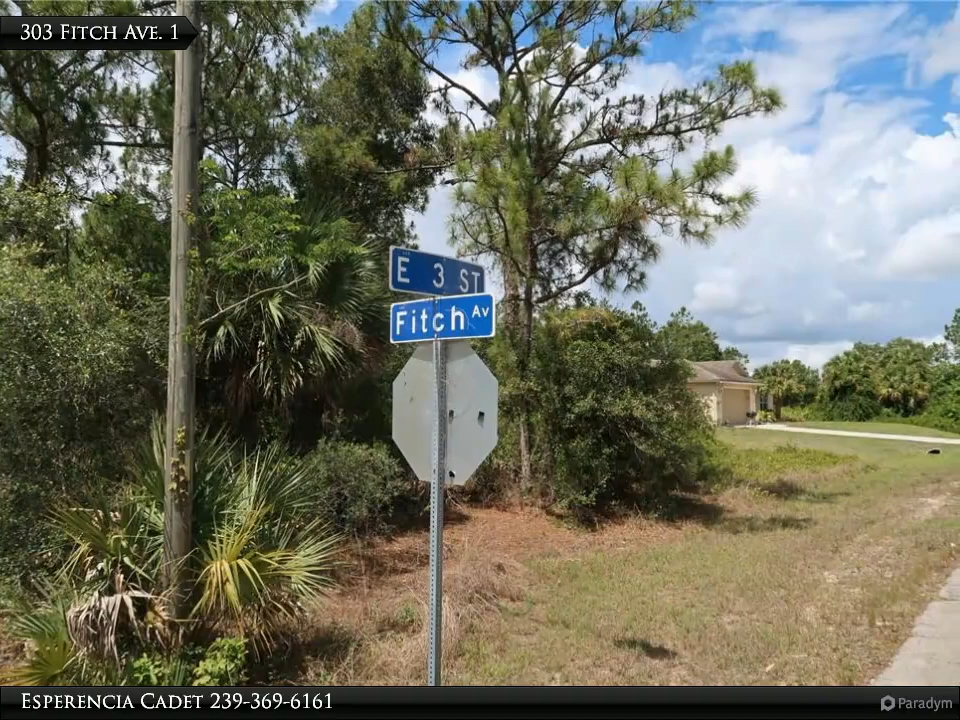 303 Fitch Ave. 1
E 3 ST
Fitch Av
Esperencia Cadet 239-369-6161
Paradym